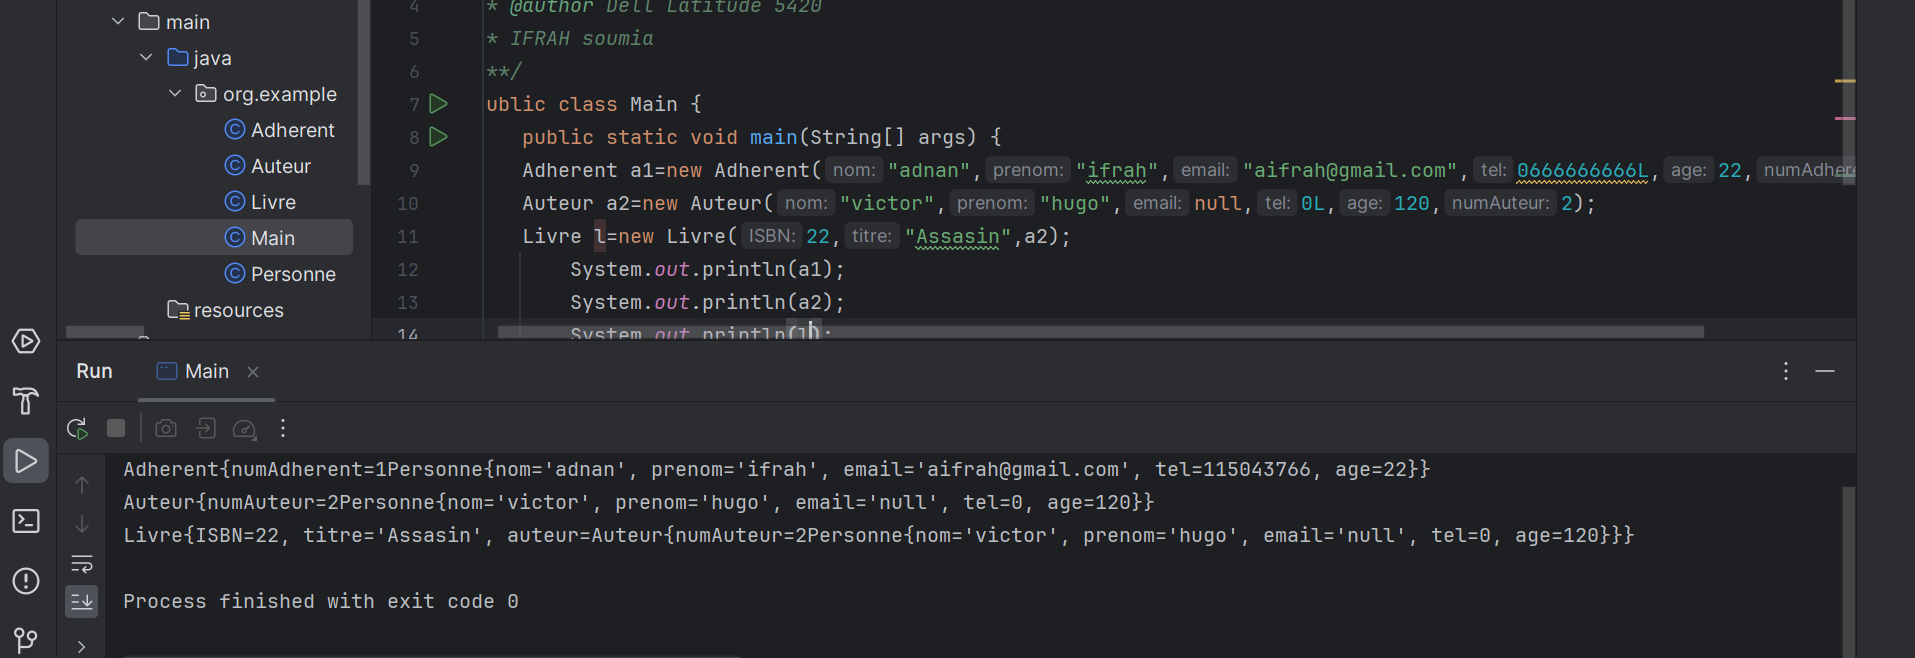 main
java
org.example
Adherent
Auteur
Livre
Main
Personne
resources
4 * @author Dell Latitude 5420
5 * IFRAH soumia
6 **/
7 ublic class Main {
8 public static void main(String[] args) {
9 Adherent a1=new Adherent( nom: "adnan", prenom: "ifrah", email: "aifrah@gmail.com", tel: 0666666666L, age: 22, numAdhere
10 Auteur a2=new Auteur( nom: "victor", prenom: "hugo", email: null, tel: 0L, age: 120, numAuteur: 2);
11 Livre l=new Livre( ISBN: 22, titre: "Assasin",a2);
12 System.out.println(a1);
13 System.out.println(a2);
14 System.out.println(l);
Run Main
Adherent{numAdherent=1Personne{nom='adnan', prenom='ifrah', email='aifrah@gmail.com', tel=115043766, age=22}}
Auteur{numAuteur=2Personne{nom='victor', prenom='hugo', email='null', tel=0, age=120}}
Livre{ISBN=22, titre='Assasin', auteur=Auteur{numAuteur=2Personne{nom='victor', prenom='hugo', email='null', tel=0, age=120}}}
Process finished with exit code 0